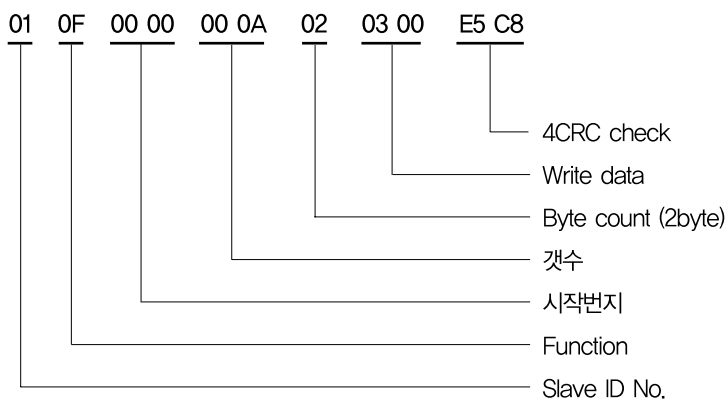 01 0F 00 00 00 0A 02 03 00 E5 C8
4CRC check
Write data
Byte count (2byte)
갯수
시작번지
Function
Slave ID No.